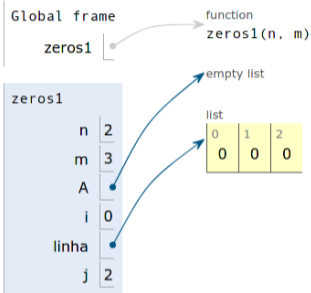 Global frame
zeros1
function
zeros1(n, m)
empty list
list
0 1 2
0 0 0
zeros1
n 2
m 3
A
i 0
linha
j 2